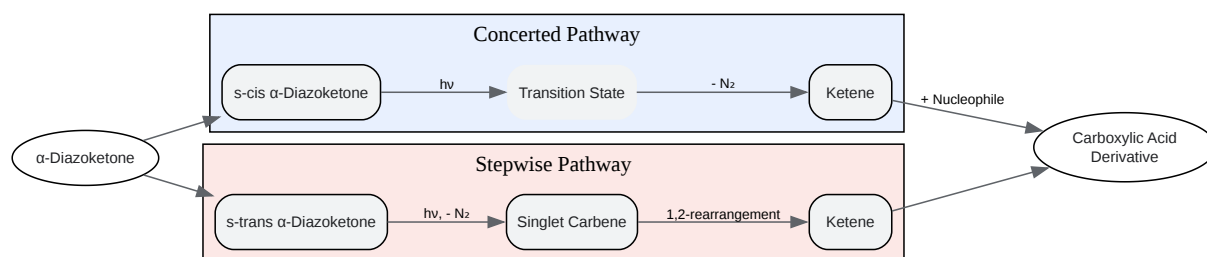 Concerted Pathway
s-cis α-Diazoketone
hν
Transition State
- N₂
Ketene
+ Nucleophile
α-Diazoketone
Carboxylic Acid
Derivative
Stepwise Pathway
s-trans α-Diazoketone
hν, - N₂
Singlet Carbene
1,2-rearrangement
Ketene